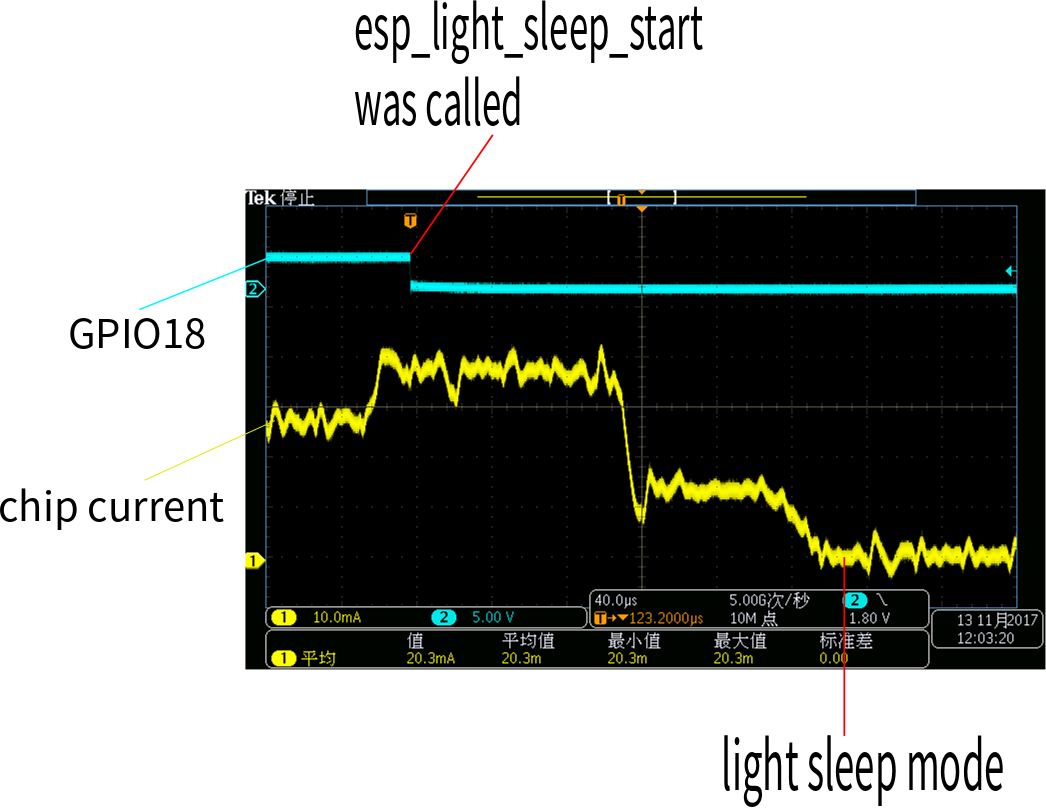 esp_light_sleep_start
was called
Tek 停止
T
T
2
GPIO18
chip current
1
40.0μs
5.00G次/秒
2
1 10.0mA
2 5.00 V
T→▼123.2000μs
10M 点
1.80 V
13 11月2017
12:03:20
值 平均值 最小值 最大值 标准差
1 平均 20.3mA 20.3m 20.3m 20.3m 0.00
light sleep mode